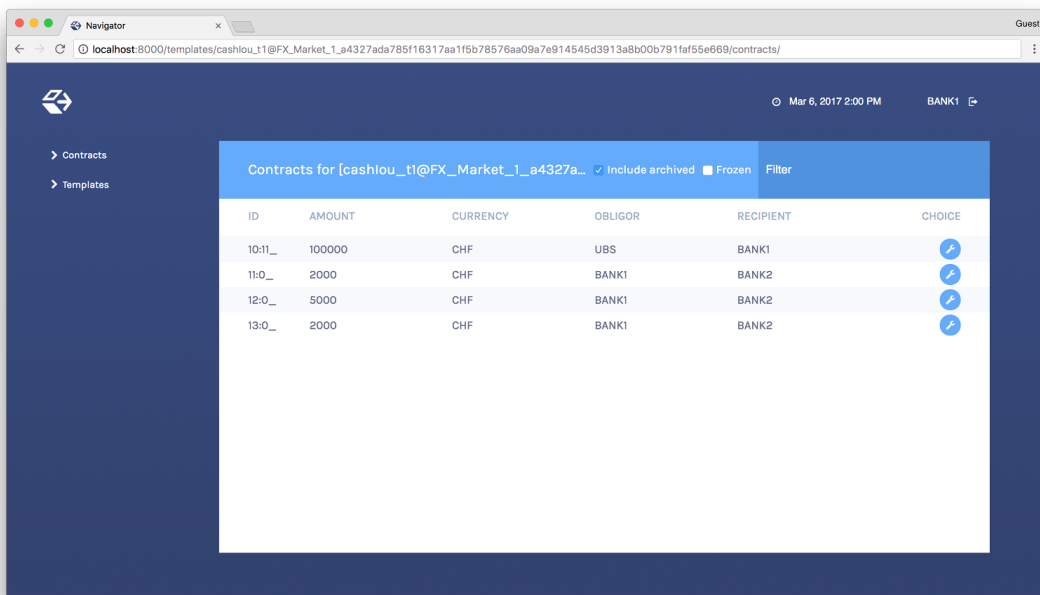 Navigator
Guest
localhost:8000/templates/cashlou_t1@FX_Market_1_a4327ada785f16317aa1f5b78576aa09a7e914545d3913a8b00b791faf55e669/contracts/
Mar 6, 2017 2:00 PM BANK1
Contracts
Templates
Contracts for [cashlou_t1@FX_Market_1_a4327a... Include archived Frozen Filter
ID AMOUNT CURRENCY OBLIGOR RECIPIENT CHOICE
10:11_ 100000 CHF UBS BANK1
11:0_ 2000 CHF BANK1 BANK2
12:0_ 5000 CHF BANK1 BANK2
13:0_ 2000 CHF BANK1 BANK2